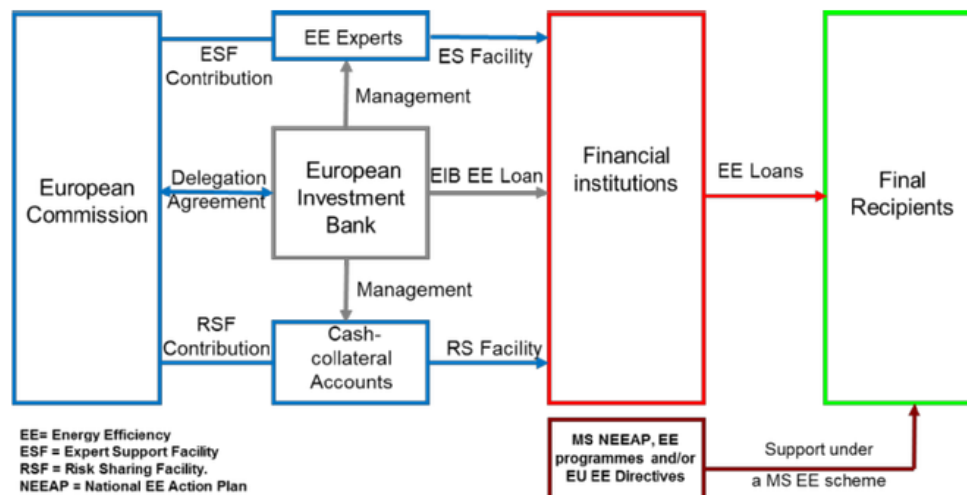 EE Experts
ESF
Contribution
ES Facility
Management
European
Commission
Delegation
Agreement
European
Investment
Bank
EIB EE Loan
Financial
institutions
EE Loans
Final
Recipients
Management
RSF
Contribution
Cash-
collateral
Accounts
RS Facility
EE= Energy Efficiency
ESF = Expert Support Facility
RSF = Risk Sharing Facility.
NEEAP = National EE Action Plan
MS NEEAP, EE
programmes and/or
EU EE Directives
Support under
a MS EE scheme